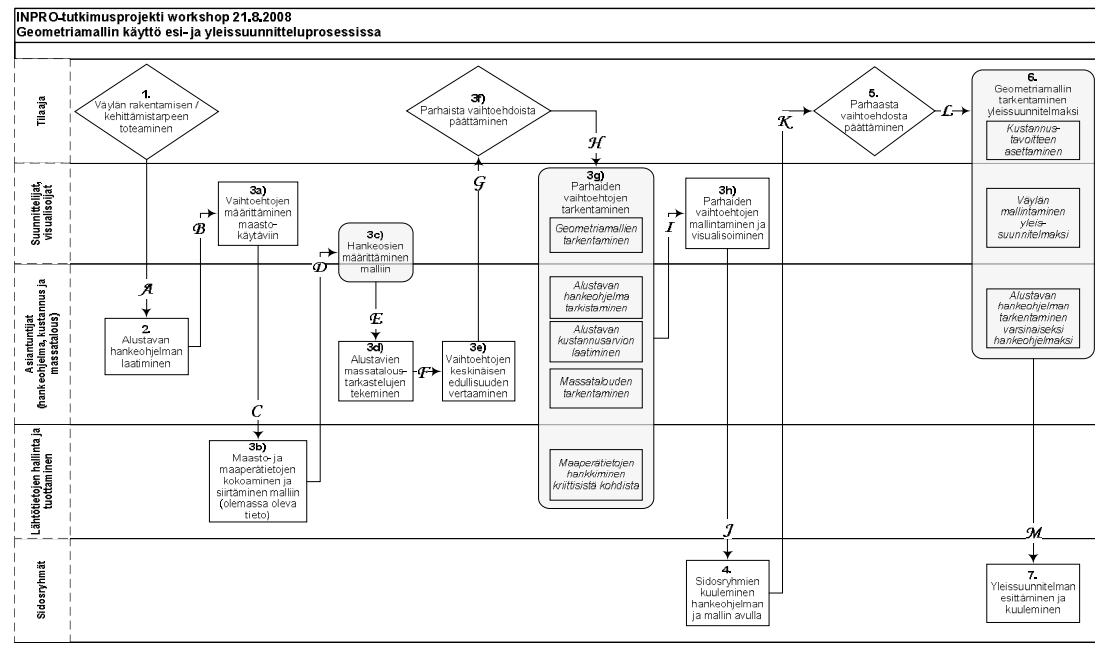 INPRO-tutkimusprojekti workshop 21.8.2008
Geometriamallin käyttö esi- ja yleissuunnitteluprosessissa
Tilaaja
1.
Väylän rakentamisen /
kehittämistarpeen
toteaminen
3f)
Parhaista vaihtoehdoista
päättäminen
5.
Parhaasta
vaihtoehdosta
päättäminen
6.
Geometriamallin
tarkentaminen
yleissuunnitelmaksi
Kustannus-
tavoitteen
asettaminen
H
K
L
Suunnittelijat,
visualisoijat
3a)
Vaihtoehtojen
määrittäminen
maasto-
käytäviin
3c)
Hankeosien
määrittäminen
malliin
3g)
Parhaiden
vaihtoehtojen
tarkentaminen
Geometriamallien
tarkentaminen
3h)
Parhaiden
vaihtoehtojen
mallintaminen ja
visualisoiminen
Väylän
mallintaminen
yleis-
suunnitelmaksi
B
D
G
I
Asiantuntijat
(hankeohjelma, kustannus ja
massatalous)
A
2.
Alustavan
hankeohjelman
laatiminen
E
3d)
Alustavien
massatalous-
tarkastelujen
tekeminen
F
3e)
Vaihtoehtojen
keskinäisen
edullisuuden
vertaaminen
Alustavan
hankeohjelma
tarkistaminen
Alustavan
kustannusarvion
laatiminen
Massatalouden
tarkentaminen
Alustavan
hankeohjelman
tarkentaminen
varsinaiseksi
hankeohjelmaksi
C
Lähtötietojen hallinta ja
tuottaminen
3b)
Maasto- ja
maaperätietojen
kokoaminen ja
siirtäminen malliin
(olemassa oleva
tieto)
Maaperätietojen
hankkiminen
kriittisistä kohdista
J
M
Sidosryhmät
4.
Sidosryhmien
kuuleminen
hankeohjelman
ja mallin avulla
7.
Yleissuunnitelman
esittäminen ja
kuuleminen